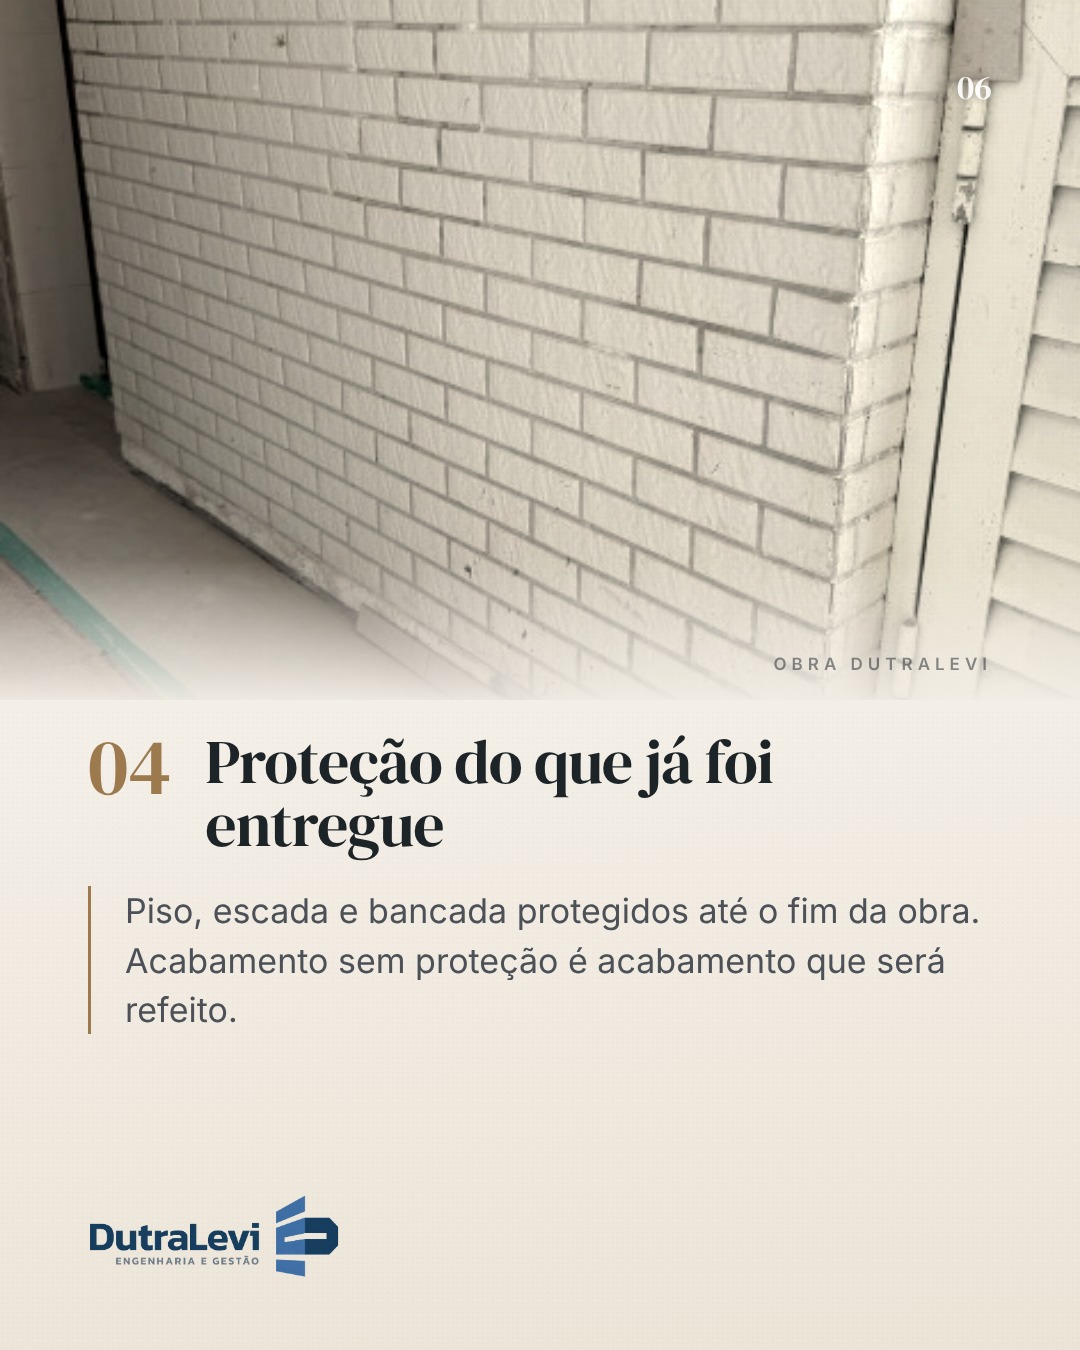 06
OBRA DUTRALEVI
04 Proteção do que já foi
entregue
Piso, escada e bancada protegidos até o fim da obra.
Acabamento sem proteção é acabamento que será
refeito.
DutraLevi
ENGENHARIA E GESTÃO